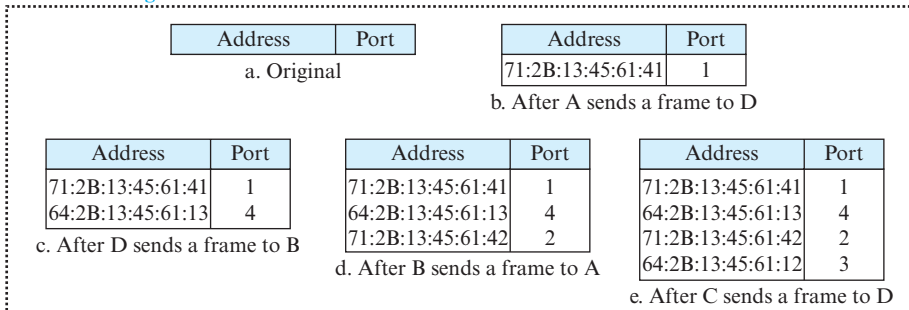 Address Port
a. Original
Address Port
71:2B:13:45:61:41 1
b. After A sends a frame to D
Address Port
71:2B:13:45:61:41 1
64:2B:13:45:61:13 4
c. After D sends a frame to B
Address Port
71:2B:13:45:61:41 1
64:2B:13:45:61:13 4
71:2B:13:45:61:42 2
d. After B sends a frame to A
Address Port
71:2B:13:45:61:41 1
64:2B:13:45:61:13 4
71:2B:13:45:61:42 2
64:2B:13:45:61:12 3
e. After C sends a frame to D